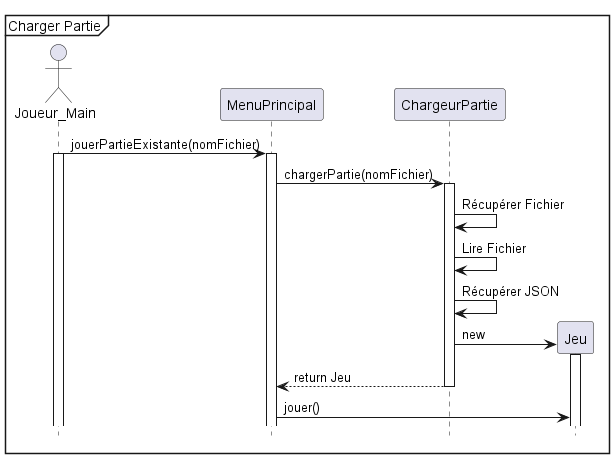 Charger Partie
Joueur_Main
MenuPrincipal
ChargeurPartie
jouerPartieExistante(nomFichier)
chargerPartie(nomFichier)
Récupérer Fichier
Lire Fichier
Récupérer JSON
new
Jeu
return Jeu
jouer()